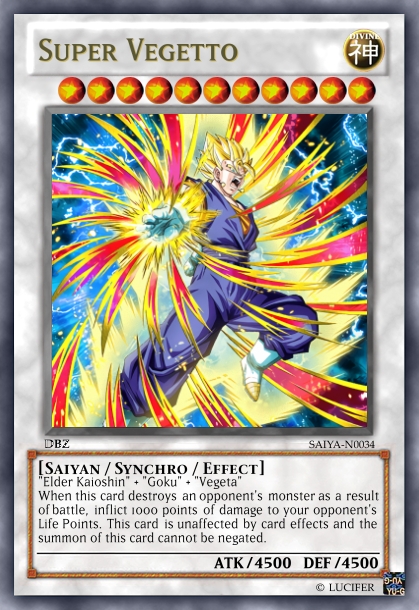 SUPER VEGETTO
DIVINE
神
DBZ
SAIYA-N0034
[SAIYAN / SYNCHRO / EFFECT]
"Elder Kaioshin" + "Goku" + "Vegeta"
When this card destroys an opponent's monster as a result
of battle, inflict 1000 points of damage to your opponent's
Life Points. This card is unaffected by card effects and the
summon of this card cannot be negated.
ATK/4500 DEF/4500
© LUCIFER